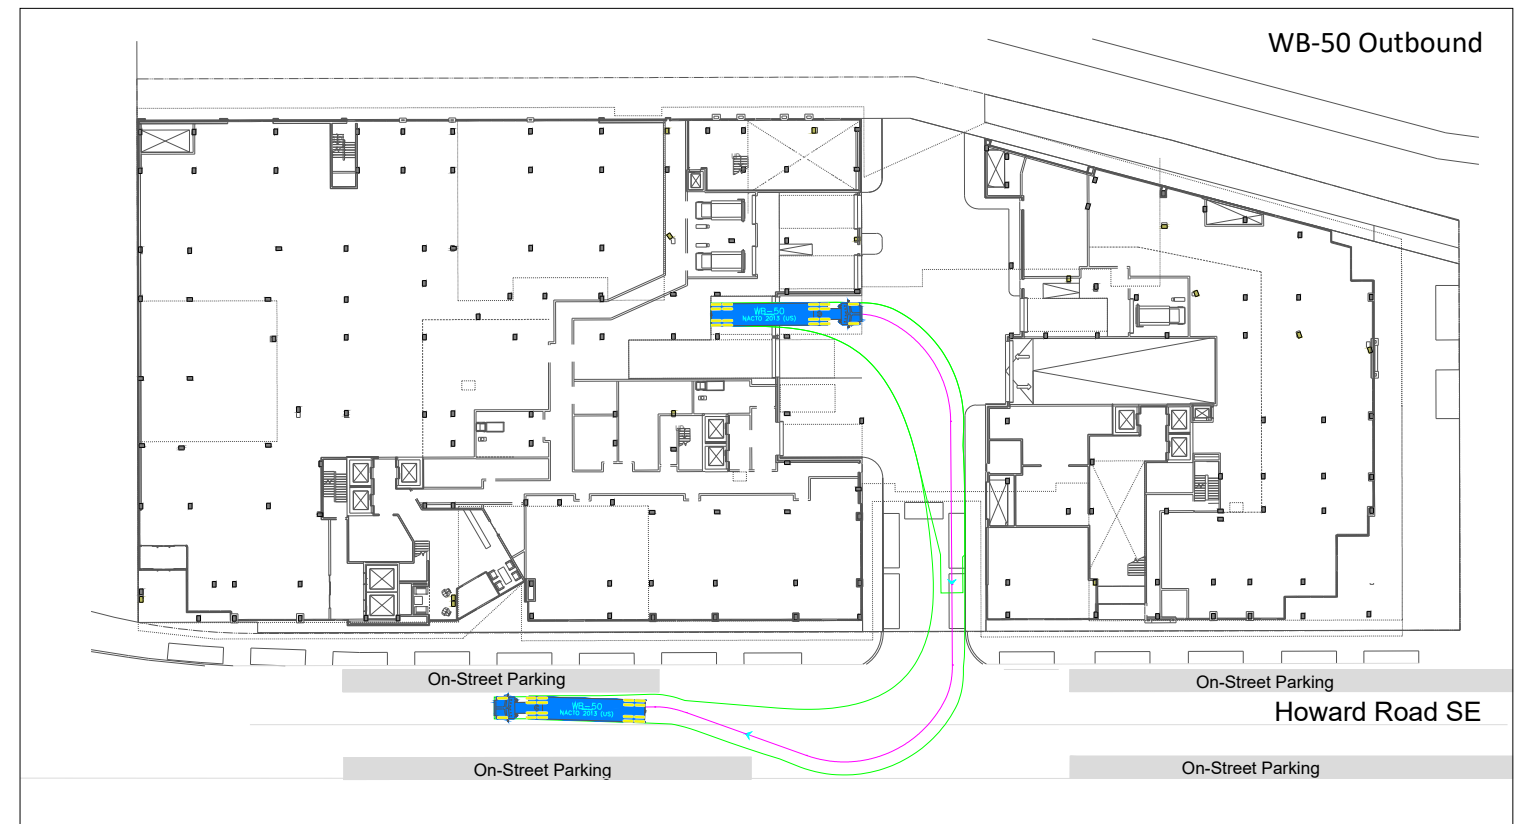 WB-50 Outbound
WB-50
NACTO 2013 (US)
On-Street Parking
On-Street Parking
WB-50
NACTO 2013 (US)
Howard Road SE
On-Street Parking
On-Street Parking